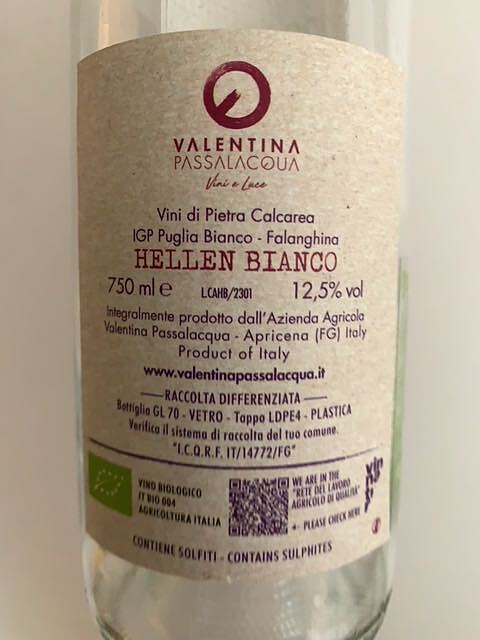 VALENTINA
PASSALACQUA
Vini e Luce
Vini di Pietra Calcarea
IGP Puglia Bianco - Falanghina
HELLEN BIANCO
750 ml e L.CAHB/2301 12,5% vol
Integralmente prodotto dall'Azienda Agricola
Valentina Passalacqua - Apricena (FG) Italy
Product of Italy
www.valentinapassalacqua.it
RACCOLTA DIFFERENZIATA
Bottiglia GL 70 - VETRO - Tappo LDPE4 - PLASTICA
Verifica il sistema di raccolta del tuo comune.
"I.C.Q.R.F. IT/14772/FG"
VINO BIOLOGICO
IT BIO 004
AGRICOLTURA ITALIA
WE ARE IN THE
"RETE DEL LAVORO
AGRICOLO DI QUALITÀ"
<- PLEASE CHECK HERE
CONTIENE SOLFITI - CONTAINS SULPHITES